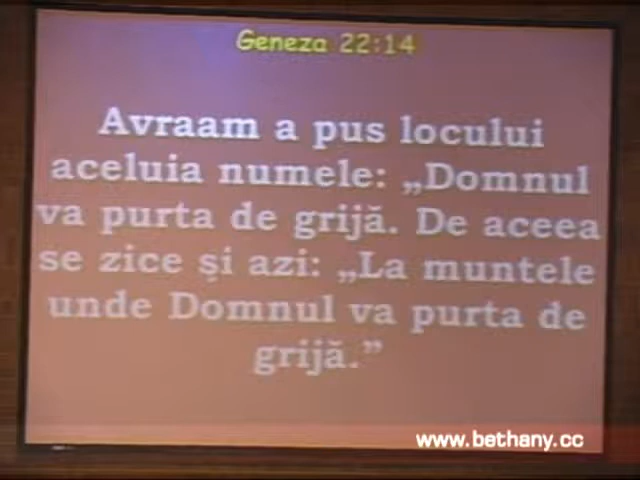 Geneza 22:14
Avraam a pus locului
aceluia numele: „Domnul
va purta de grijă. De aceea
se zice și azi: „La muntele
unde Domnul va purta de
grijă.”
www.bethany.cc